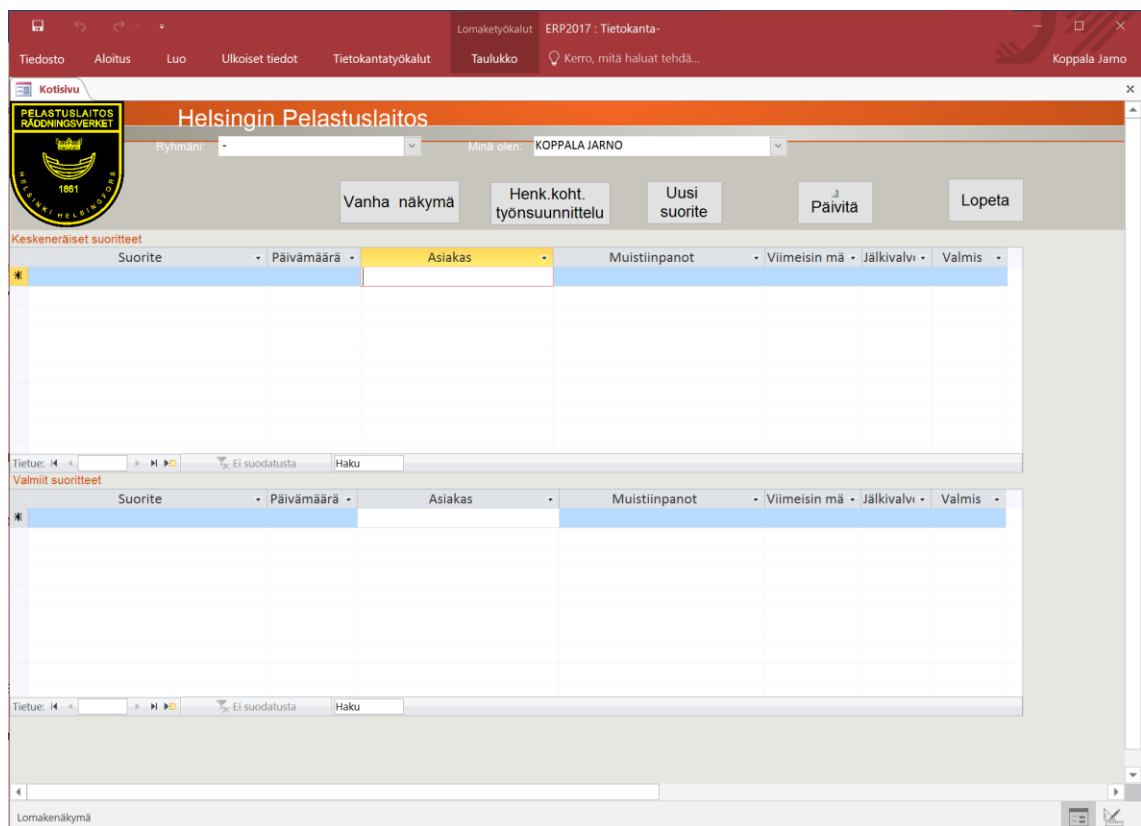 Lomaketyökalut ERP2017 : Tietokanta-
Tiedosto Aloitus Luo Ulkoiset tiedot Tietokantatyökalut Taulukko Kerro, mitä haluat tehdä... Koppala Jarno
Kotisivu
PELASTUSLAITOS
RÄDDNINGSVERKET
1861
HELSINKI HELSINGFORS
Helsingin Pelastuslaitos
Ryhmäni: - Minä olen: KOPPALA JARNO
Vanha näkymä
Henk.koht.
työnsuunnittelu
Uusi
suorite
Päivitä
Lopeta
Keskeneräiset suoritteet
Suorite Päivämäärä Asiakas Muistiinpanot Viimeisin mä Jälkivalv Valmis
Tietue: Ei suodatusta Haku
Valmiit suoritteet
Suorite Päivämäärä Asiakas Muistiinpanot Viimeisin mä Jälkivalv Valmis
Tietue: Ei suodatusta Haku
Lomakenäkymä